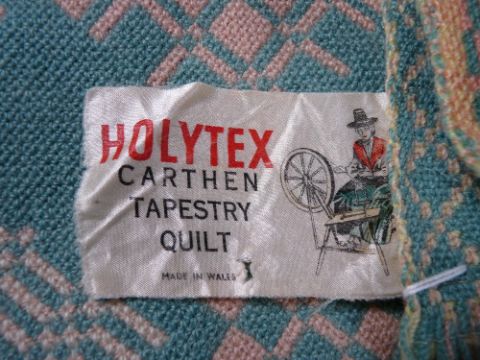 HOLYTEX
CARTHEN
TAPESTRY
QUILT
MADE IN WALES